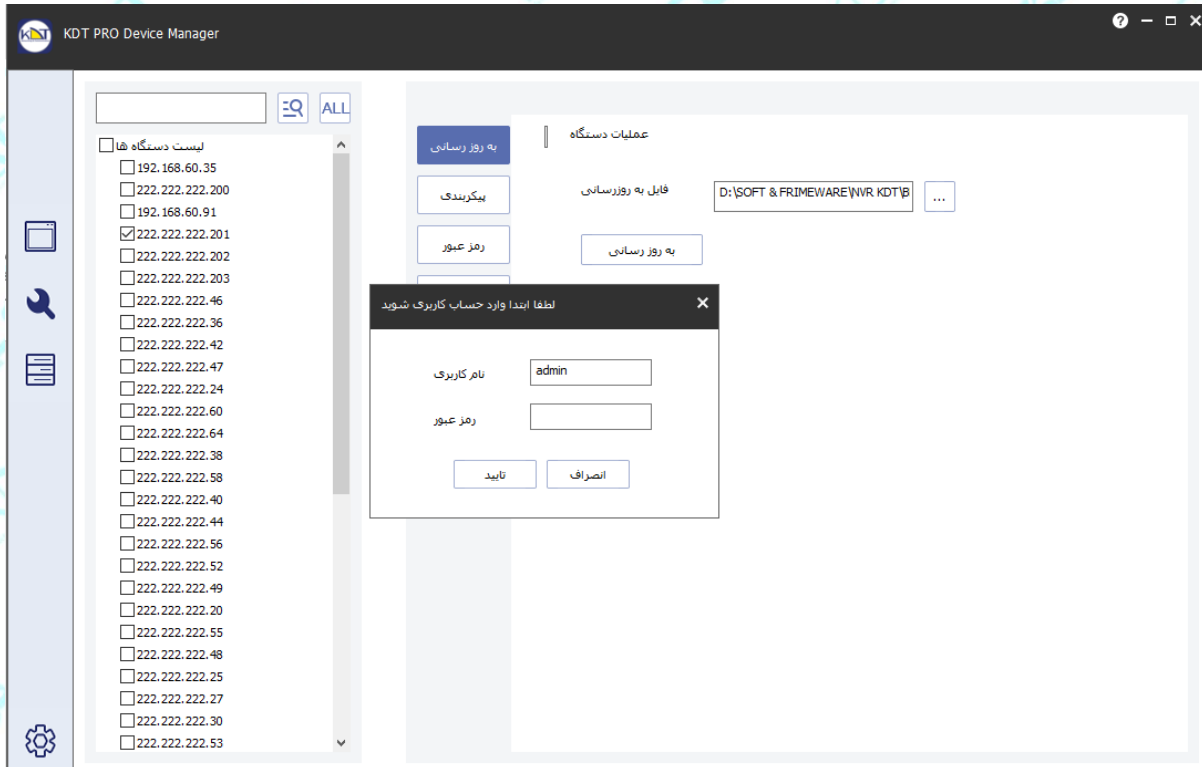 KDT PRO Device Manager
KDT
ALL
لیست دستگاه ها
192.168.60.35
222.222.222.200
192.168.60.91
222.222.222.201
222.222.222.202
222.222.222.203
222.222.222.46
222.222.222.36
222.222.222.42
222.222.222.47
222.222.222.24
222.222.222.60
222.222.222.64
222.222.222.38
222.222.222.58
222.222.222.40
222.222.222.44
222.222.222.56
222.222.222.52
222.222.222.49
222.222.222.20
222.222.222.55
222.222.222.48
222.222.222.25
222.222.222.27
222.222.222.30
222.222.222.53
به روز رسانی
پیکربندی
رمز عبور
عملیات دستگاه
فایل به روزرسانی
D:\SOFT & FRIMEWARE\NVR KDT\B
...
به روز رسانی
لطفا ابتدا وارد حساب کاربری شوید
نام کاربری
admin
رمز عبور
تایید
انصراف